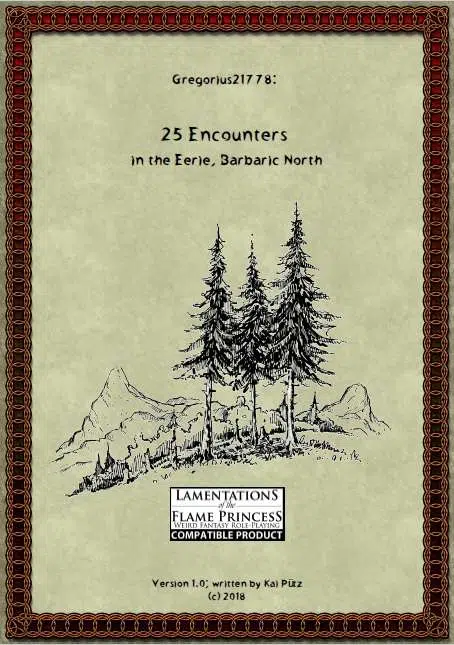 Gregorius21778:
25 Encounters
in the Eerie, Barbaric North
LAMENTATIONS
of the
FLAME PRINCESS
WEIRD FANTASY ROLE-PLAYING
COMPATIBLE PRODUCT
Version 1.0; written by Kai Pütz
(c) 2018